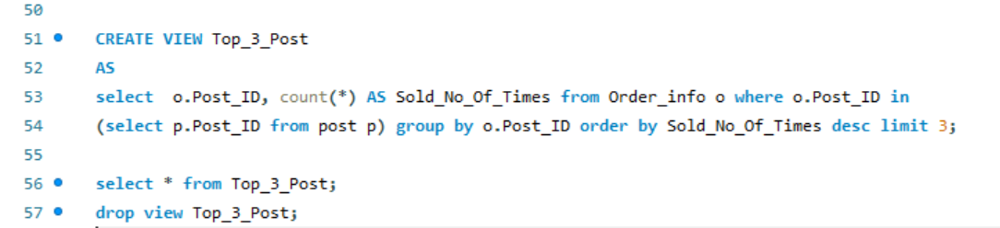 50
51 CREATE VIEW Top_3_Post
52 AS
53 select  o.Post_ID, count(*) AS Sold_No_Of_Times from Order_info o where o.Post_ID in
54 (select p.Post_ID from post p) group by o.Post_ID order by Sold_No_Of_Times desc limit 3;
55
56 select * from Top_3_Post;
57 drop view Top_3_Post;